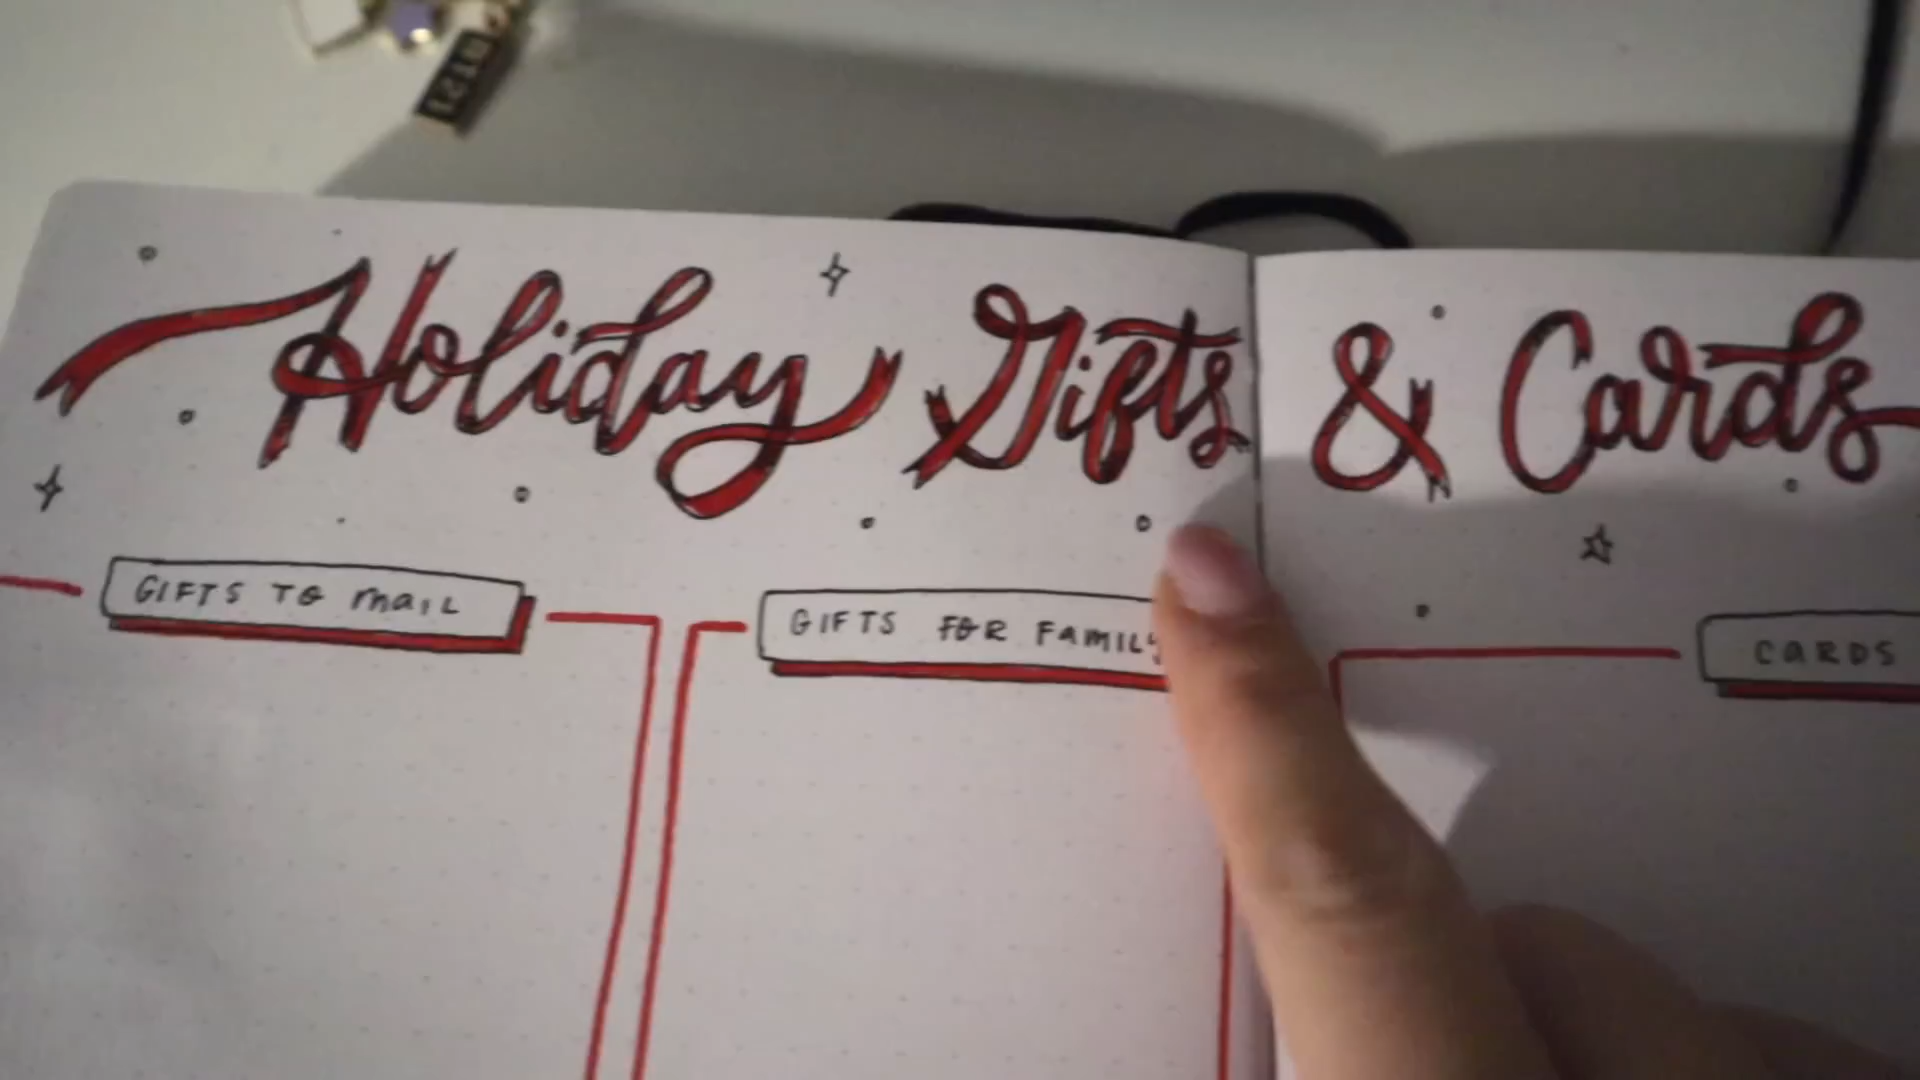 Holiday Gifts & Cards
GIFTS TO MAIL
GIFTS FOR FAMILY
CARDS